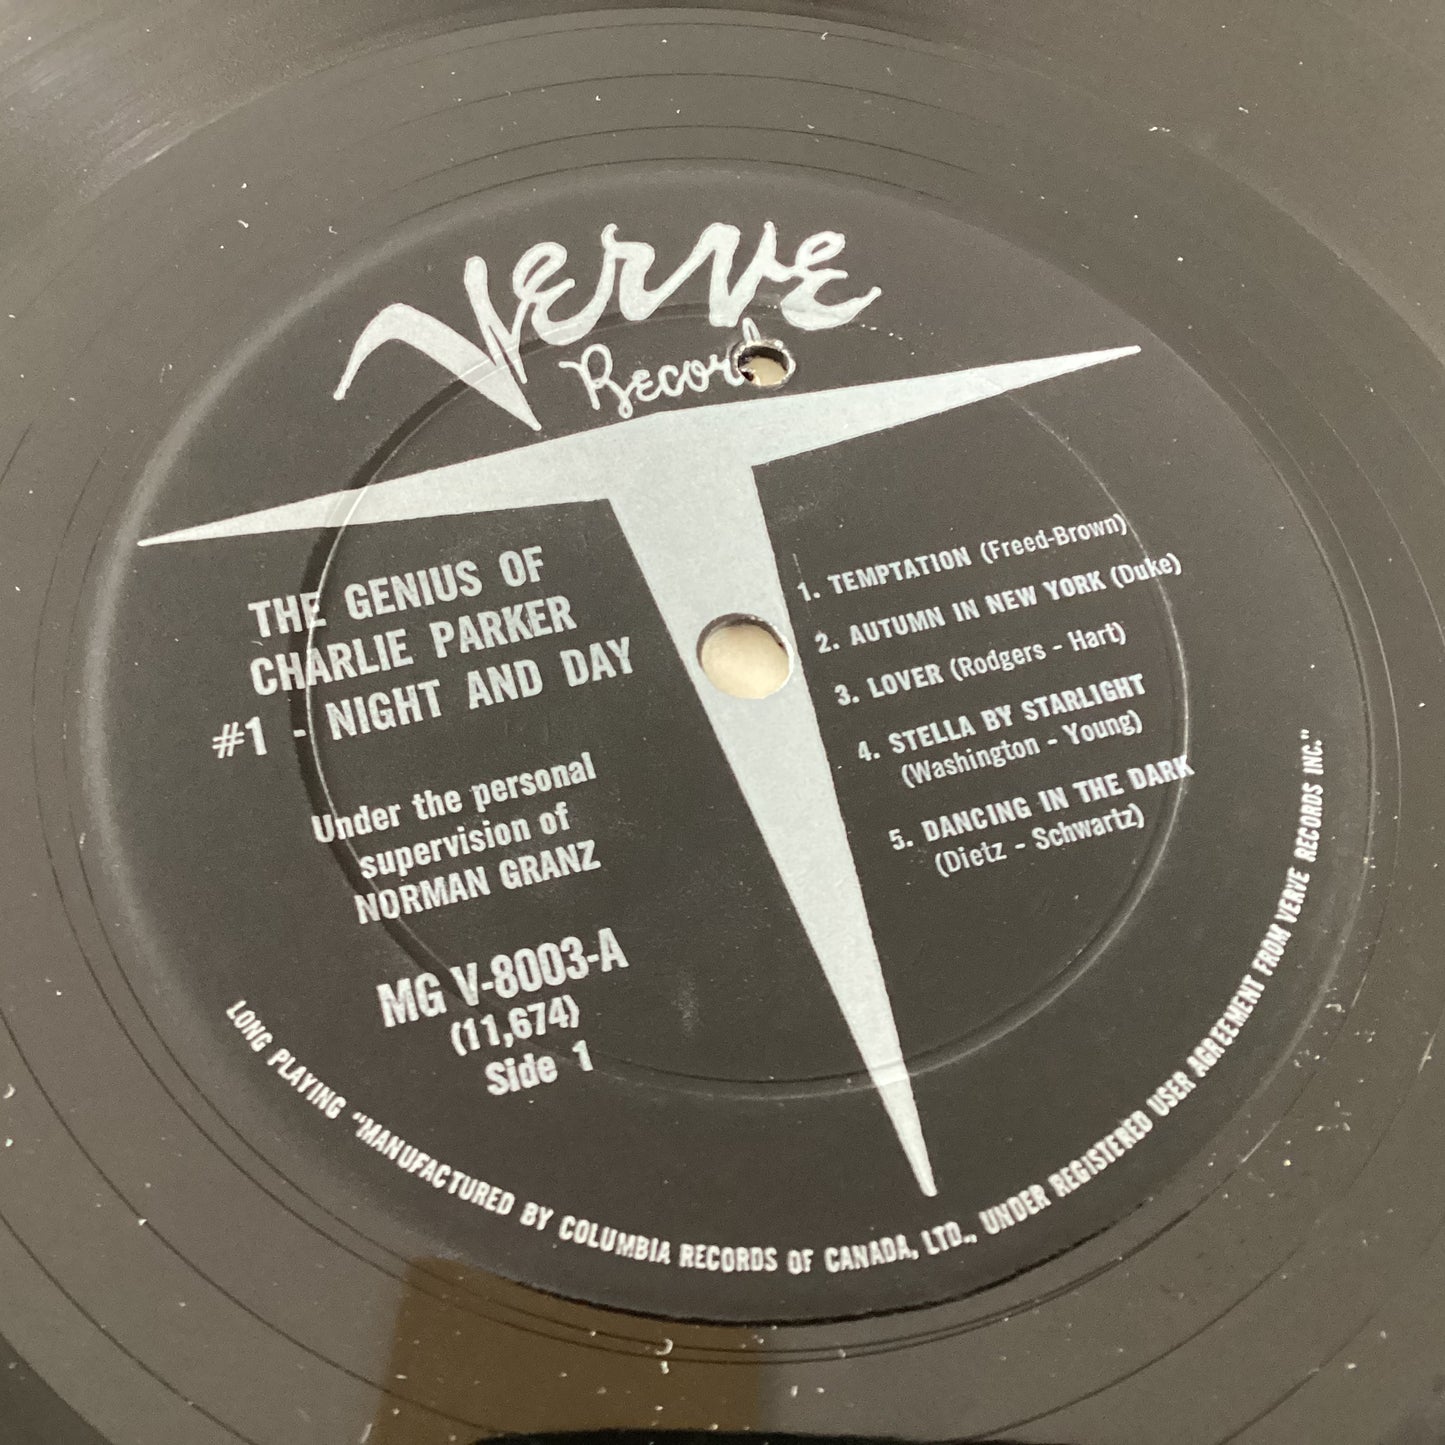 Verve
Records
THE GENIUS OF
CHARLIE PARKER
#1 - NIGHT AND DAY
Under the personal
supervision of
NORMAN GRANZ
MG V-8003-A
(11,674)
Side 1
1. TEMPTATION (Freed-Brown)
2. AUTUMN IN NEW YORK (Duke)
3. LOVER (Rodgers - Hart)
4. STELLA BY STARLIGHT
(Washington - Young)
5. DANCING IN THE DARK
(Dietz - Schwartz)
LONG PLAYING "MANUFACTURED BY COLUMBIA RECORDS OF CANADA, LTD., UNDER REGISTERED USER AGREEMENT FROM VERVE RECORDS INC."